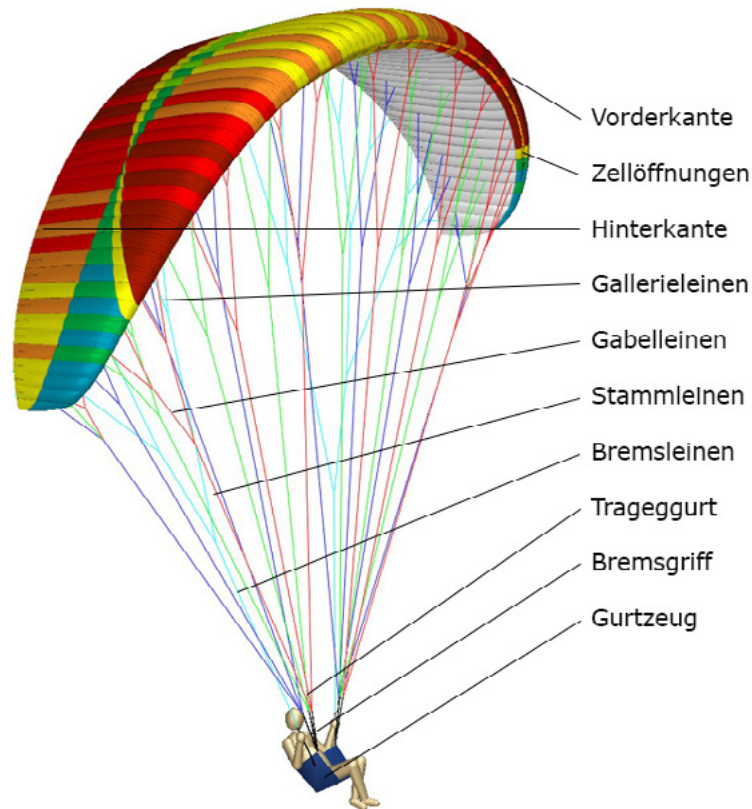 Vorderkante
Zellöffnungen
Hinterkante
Gallerieleinen
Gabelleinen
Stammleinen
Bremsleinen
Trageggurt
Bremsgriff
Gurtzeug